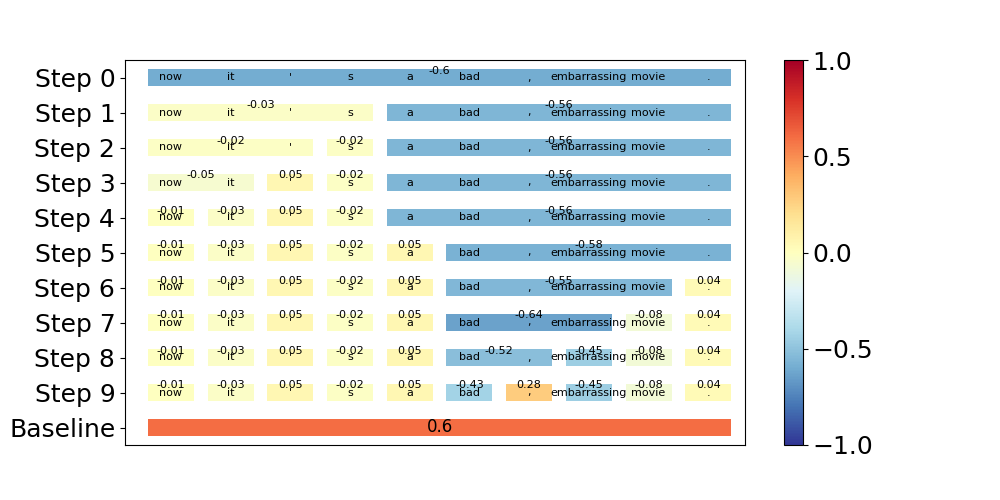 -0.6
Step 0 now it ' s a bad , embarrassing movie . 1.0
-0.03 -0.56
Step 1 now it ' s a bad , embarrassing movie .
-0.02 -0.02 -0.56
Step 2 now it ' s a bad , embarrassing movie . 0.5
-0.05 0.05 -0.02 -0.56
Step 3 now it ' s a bad , embarrassing movie .
-0.01 -0.03 0.05 -0.02 -0.56
Step 4 now it ' s a bad , embarrassing movie .
-0.01 -0.03 0.05 -0.02 0.05 -0.58
Step 5 now it ' s a bad , embarrassing movie . 0.0
-0.01 -0.03 0.05 -0.02 0.05 -0.55 0.04
Step 6 now it ' s a bad , embarrassing movie .
-0.01 -0.03 0.05 -0.02 0.05 -0.64 -0.08 0.04
Step 7 now it ' s a bad , embarrassing movie .
-0.01 -0.03 0.05 -0.02 0.05 -0.52 -0.45 -0.08 0.04
Step 8 now it ' s a bad , embarrassing movie . −0.5
-0.01 -0.03 0.05 -0.02 0.05 -0.43 0.28 -0.45 -0.08 0.04
Step 9 now it ' s a bad , embarrassing movie .
Baseline 0.6 −1.0